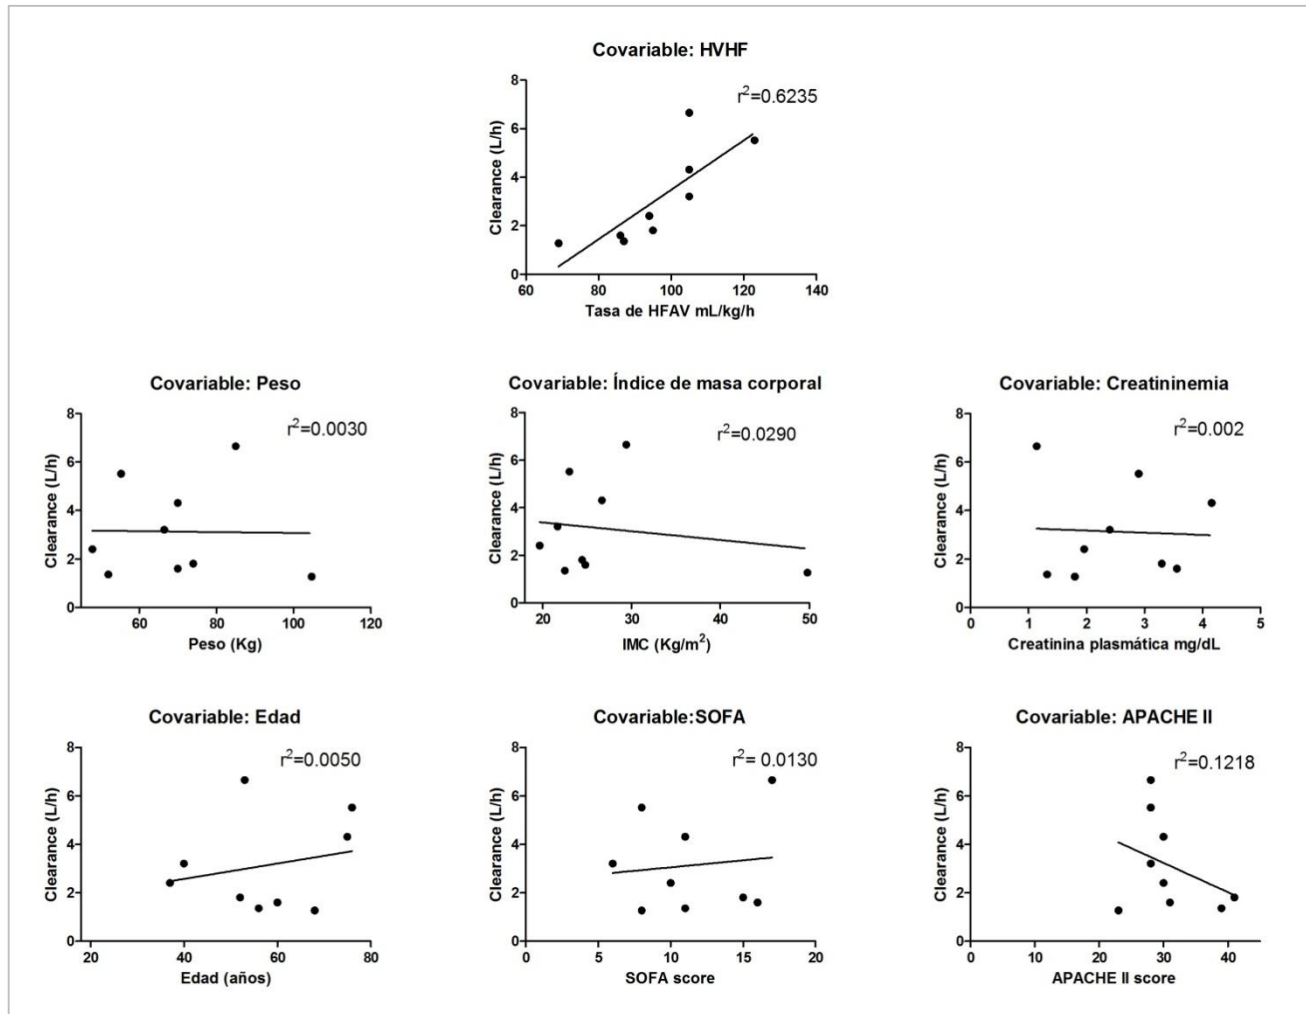 Covariable: HVHF
r²=0.6235
Clearance (L/h)
8
6
4
2
0
60 80 100 120 140
Tasa de HFAV mL/kg/h
Covariable: Peso
r²=0.0030
Clearance (L/h)
8
6
4
2
0
60 80 100 120
Peso (Kg)
Covariable: Índice de masa corporal
r²=0.0290
Clearance (L/h)
8
6
4
2
0
20 30 40 50
IMC (Kg/m²)
Covariable: Creatininemia
r²=0.002
Clearance (L/h)
8
6
4
2
0
0 1 2 3 4 5
Creatinina plasmática mg/dL
Covariable: Edad
r²=0.0050
Clearance (L/h)
8
6
4
2
0
20 40 60 80
Edad (años)
Covariable:SOFA
r²= 0.0130
Clearance (L/h)
8
6
4
2
0
0 5 10 15 20
SOFA score
Covariable: APACHE II
r²=0.1218
Clearance (L/h)
8
6
4
2
0
0 10 20 30 40
APACHE II score